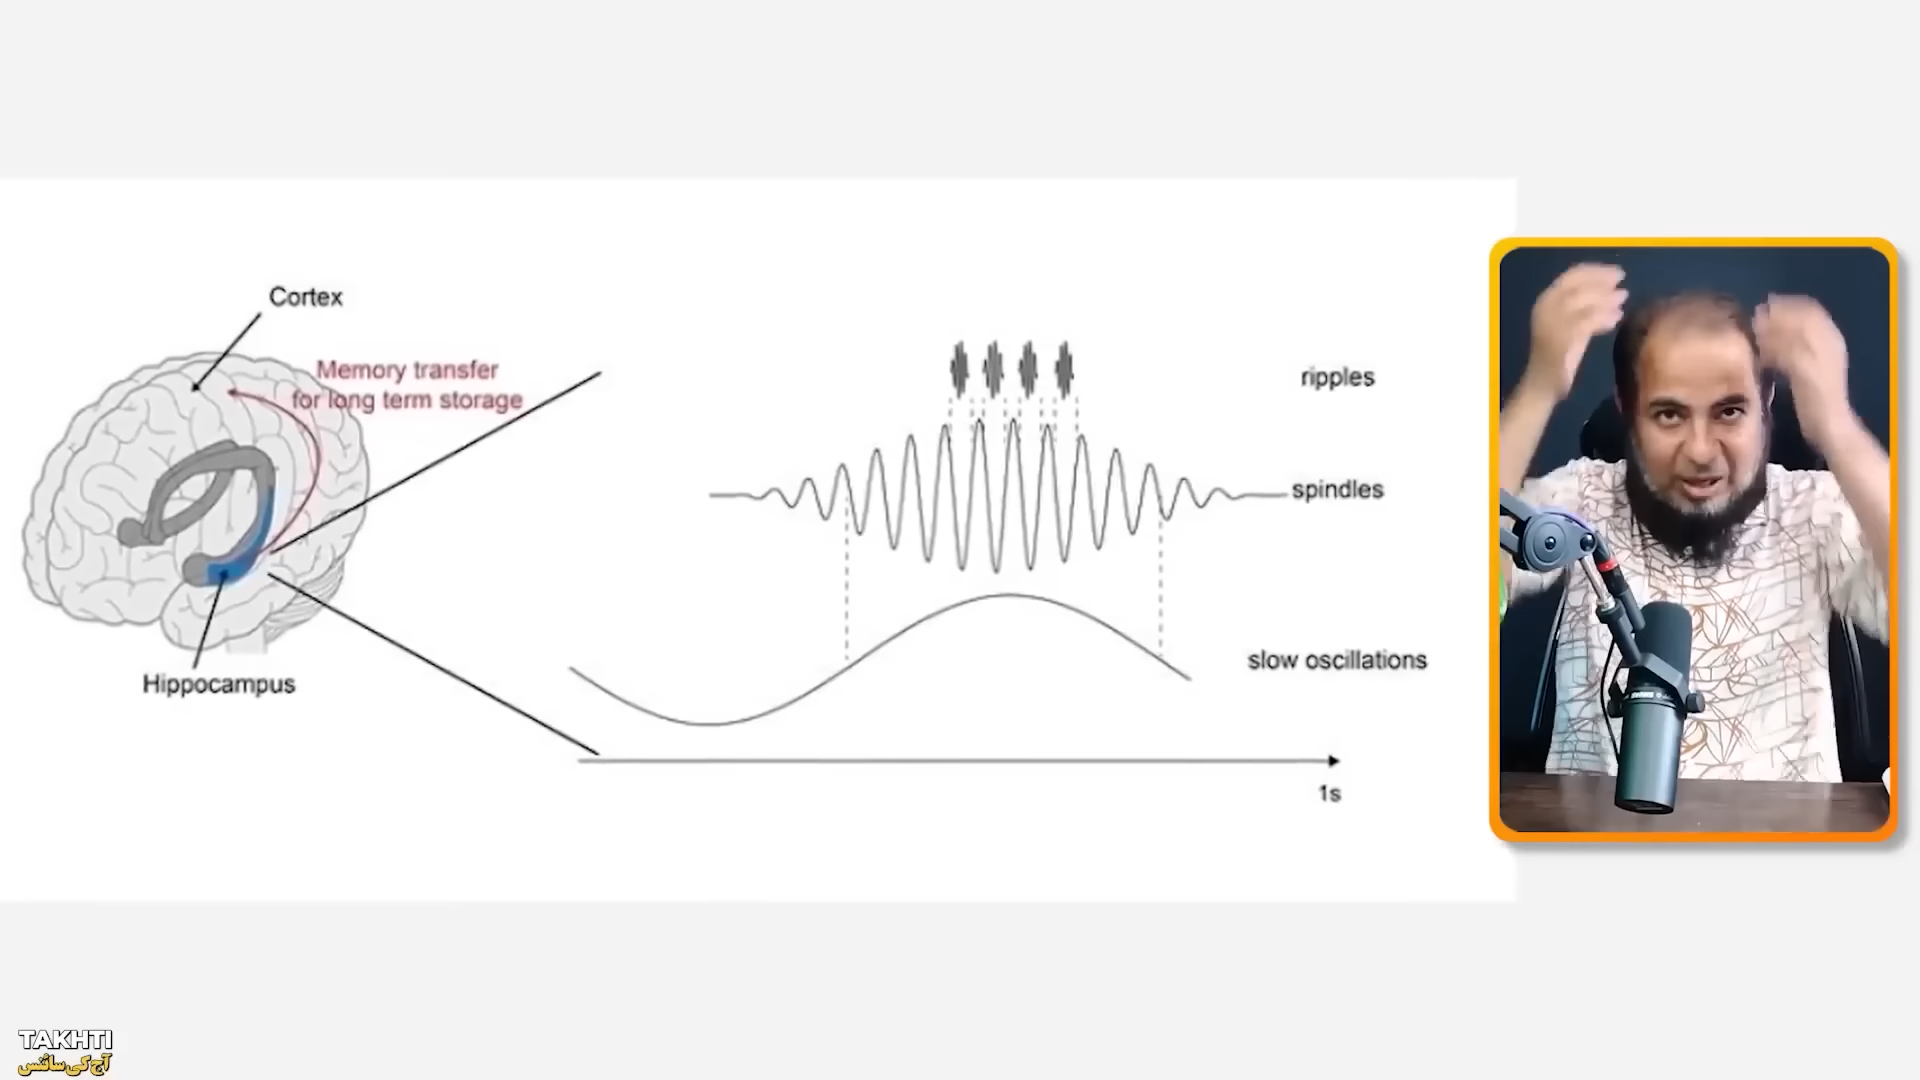 Cortex
Memory transfer
for long term storage
Hippocampus
ripples
spindles
slow oscillations
1s
TAKHTI
آج کی سائنس